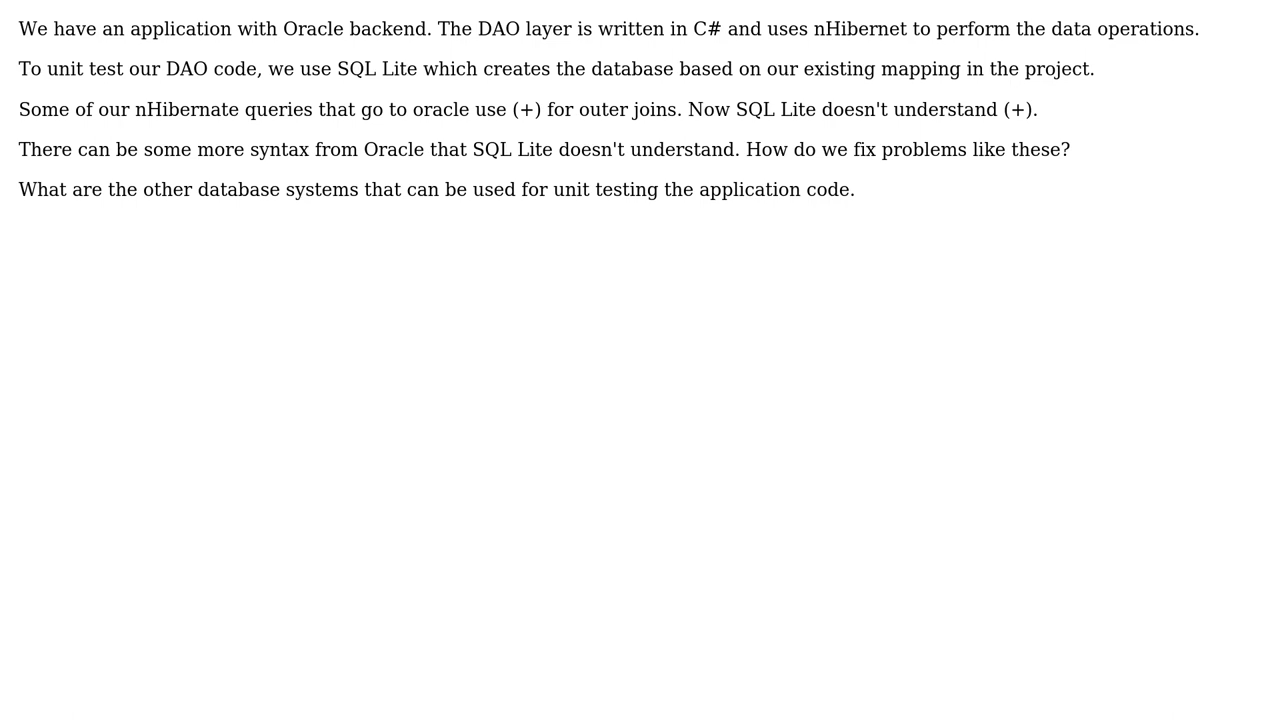 We have an application with Oracle backend. The DAO layer is written in C# and uses nHibernet to perform the data operations.
To unit test our DAO code, we use SQL Lite which creates the database based on our existing mapping in the project.
Some of our nHibernate queries that go to oracle use (+) for outer joins. Now SQL Lite doesn't understand (+).
There can be some more syntax from Oracle that SQL Lite doesn't understand. How do we fix problems like these?
What are the other database systems that can be used for unit testing the application code.